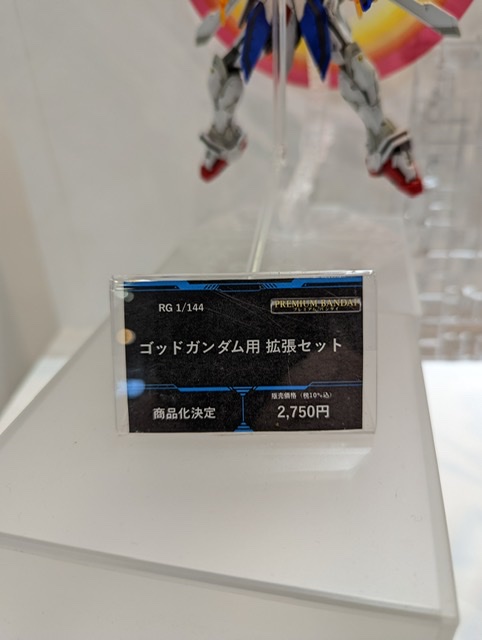 RG 1/144
PREMIUM BANDAI
ゴッドガンダム用 拡張セット
商品化決定
販売価格（税10%込）
2,750円